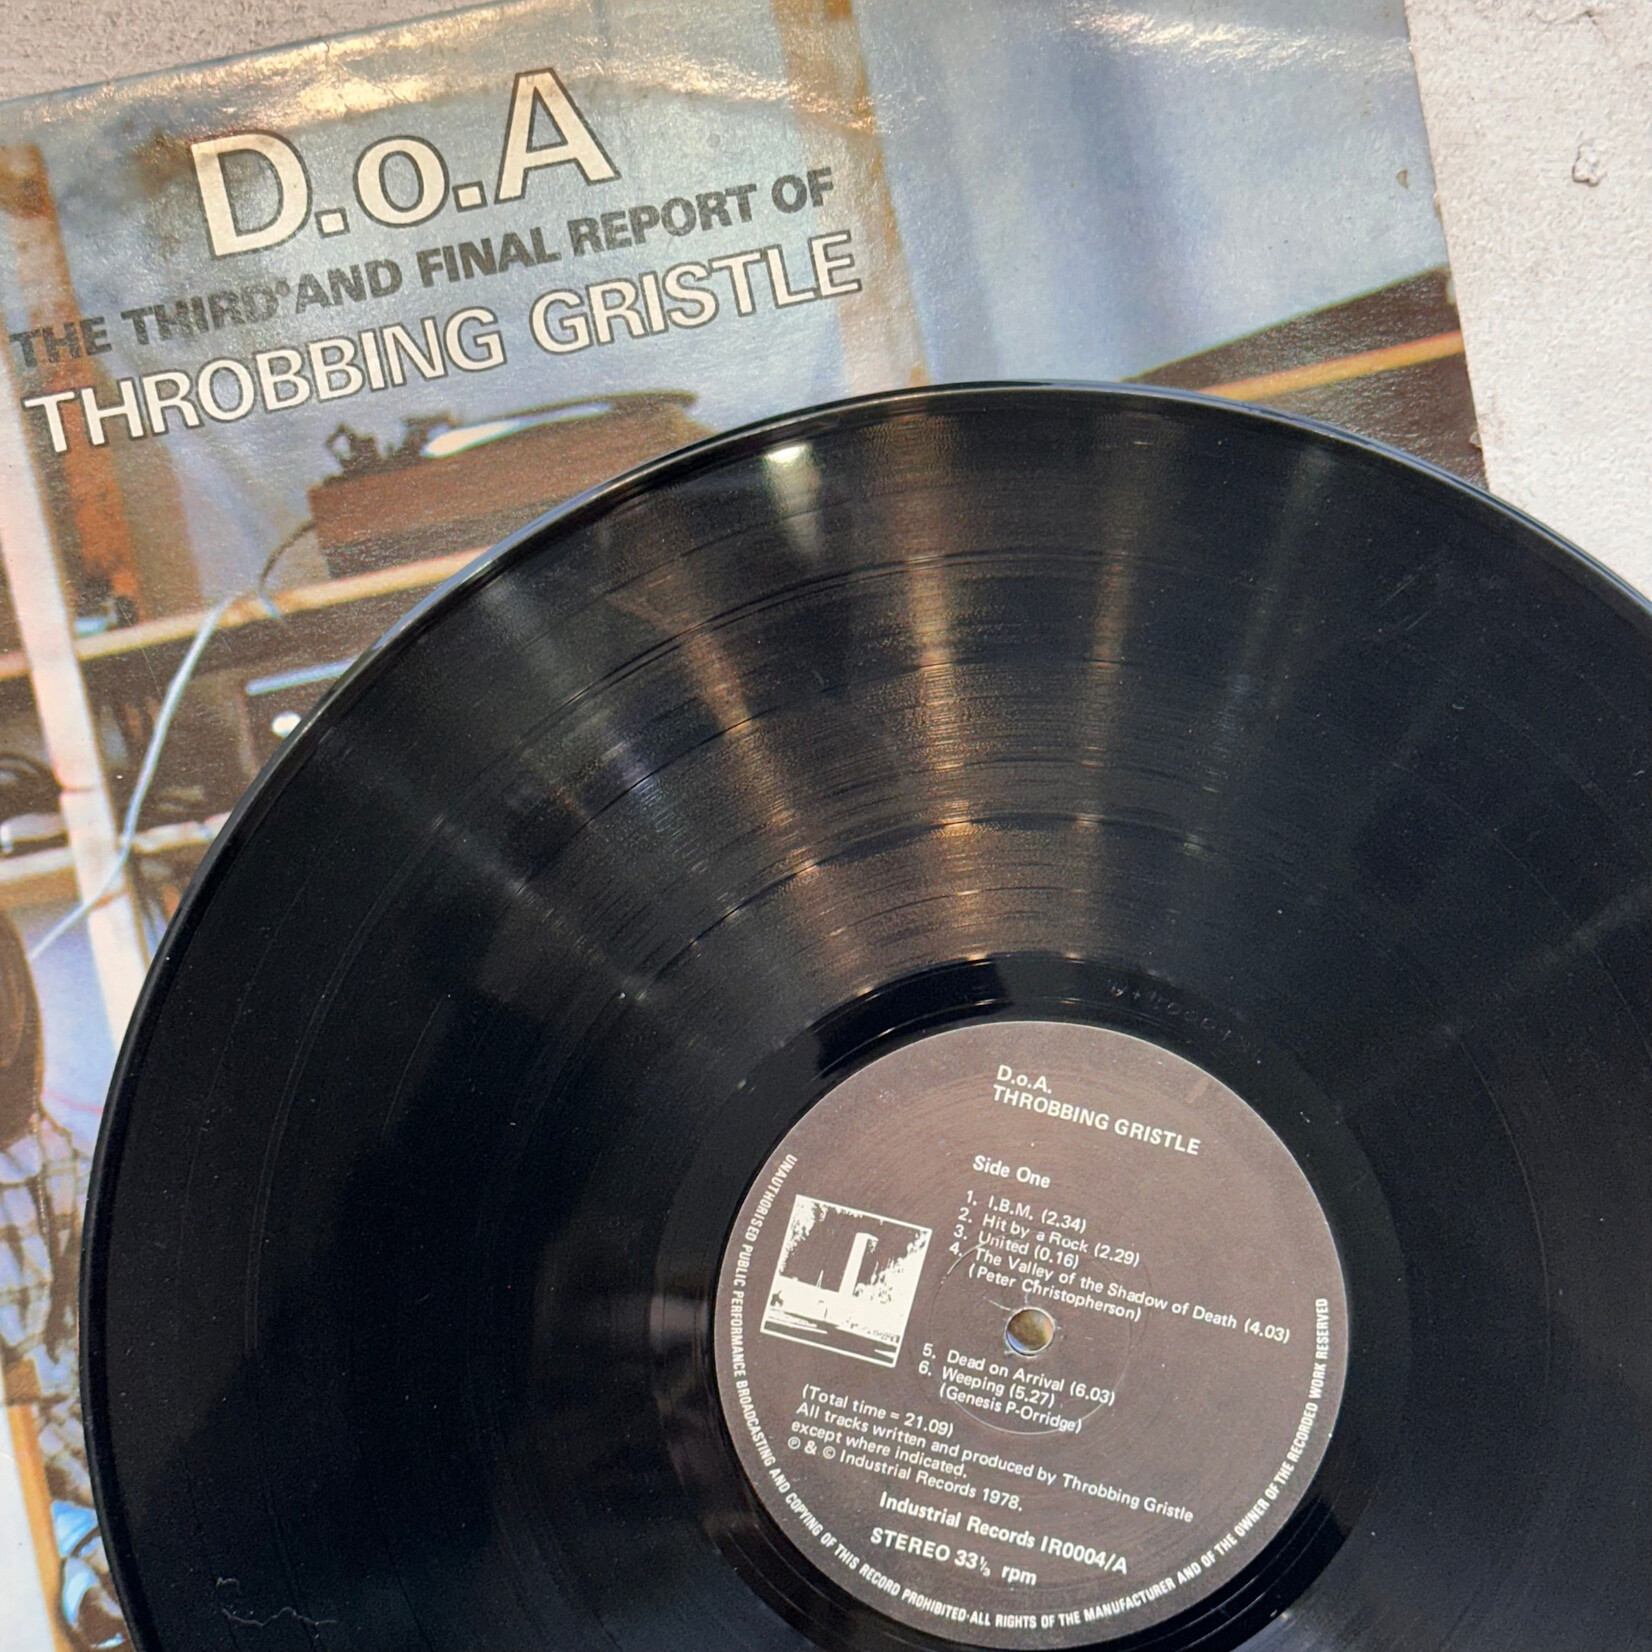 D.o.A
THE THIRD AND FINAL REPORT OF
THROBBING GRISTLE
D.o.A.
THROBBING GRISTLE
Side One
1. I.B.M. (2.34)
2. Hit by a Rock (2.29)
3. United (0.16)
4. The Valley of the Shadow of Death (4.03)
(Peter Christopherson)
5. Dead on Arrival (6.03)
6. Weeping (5.27)
(Genesis P-Orridge)
(Total time = 21.09)
All tracks written and produced by Throbbing Gristle
except where indicated.
℗ & © Industrial Records 1978.
Industrial Records IR0004/A
STEREO 33⅓ rpm
UNAUTHORISED PUBLIC PERFORMANCE BROADCASTING AND COPYING OF THIS RECORD PROHIBITED·ALL RIGHTS OF THE MANUFACTURER AND OF THE OWNER OF THE RECORDED WORK RESERVED